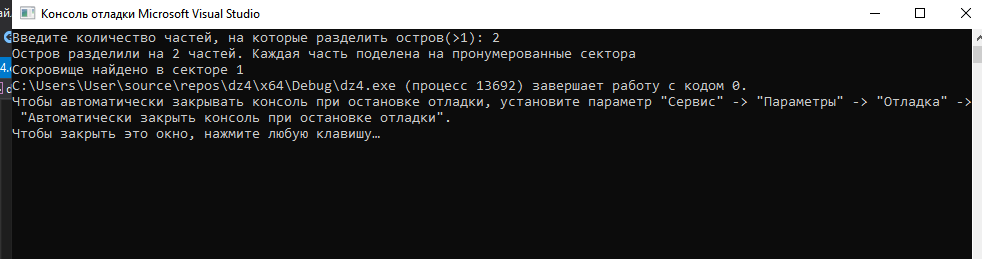 Консоль отладки Microsoft Visual Studio
Введите количество частей, на которые разделить остров(>1): 2
Остров разделили на 2 частей. Каждая часть поделена на пронумерованные сектора
Сокровище найдено в секторе 1
C:\Users\User\source\repos\dz4\x64\Debug\dz4.exe (процесс 13692) завершает работу с кодом 0.
Чтобы автоматически закрывать консоль при остановке отладки, установите параметр "Сервис" -> "Параметры" -> "Отладка" ->
"Автоматически закрыть консоль при остановке отладки".
Чтобы закрыть это окно, нажмите любую клавишу…